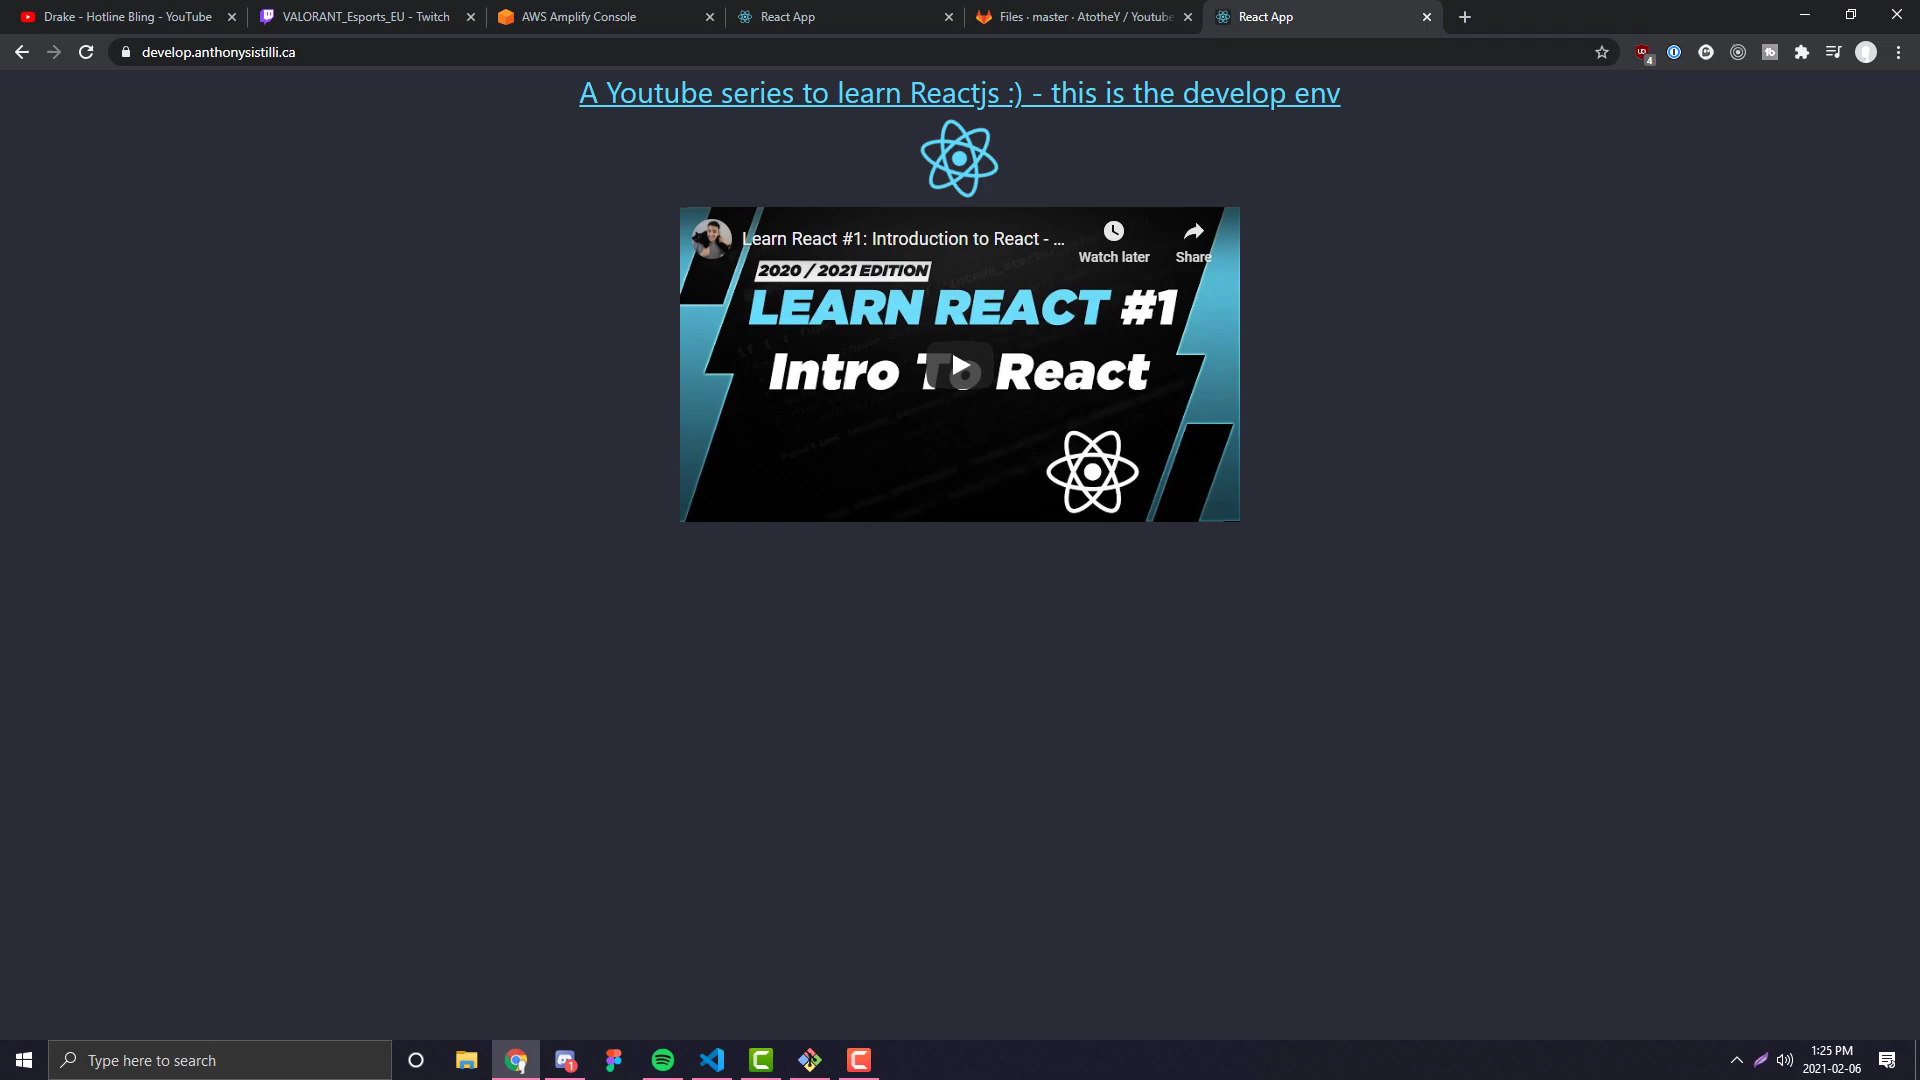 Drake - Hotline Bling - YouTube
VALORANT_Esports_EU - Twitch
AWS Amplify Console
React App
Files · master · AtotheY / Youtube
React App
develop.anthonysistilli.ca
4
A Youtube series to learn Reactjs :) - this is the develop env
Learn React #1: Introduction to React - ...
Watch later
Share
2020 / 2021 EDITION
LEARN REACT #1
Intro To React
Type here to search
1
1:25 PM
2021-02-06